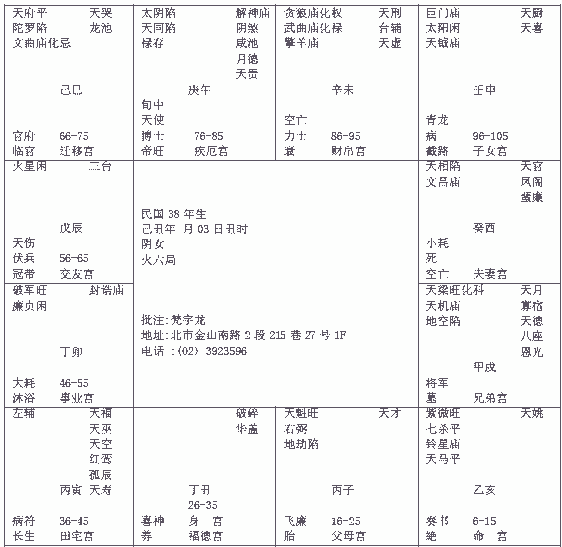 天府平 天哭
陀罗陷 龙池
文曲庙化忌
己巳
官府 66-75
临官 迁移宫
太阴陷 解神庙
天同陷 阴煞
禄存 咸池
月德
天贵
庚午
旬中
天使
博士 76-85
帝旺 疾厄宫
贪狼庙化权 天刑
武曲庙化禄 台辅
擎羊庙 天虚
辛未
空亡
力士 86-95
衰 财帛宫
巨门庙 天厨
太阳闲 天喜
天钺庙
壬申
青龙
病 96-105
截路 子女宫
火星闲 三台
戊辰
天伤
伏兵 56-65
冠带 交友宫
民国 38 年生
己丑年 月 03 日丑时
阴女
火六局
批注:梵宇龙
地址:北市金山南路 2 段 215 巷 27 号 1F
电话 :(02) 3923596
天相陷 天官
文昌庙 凤阁
蜚廉
癸酉
小耗
死
空亡 夫妻宫
破军旺 封诰庙
廉贞闲
丁卯
大耗 46-55
沐浴 事业宫
天梁旺化科 天月
天机庙 寡宿
地空陷 天德
八座
恩光
甲戌
将军
墓 兄弟宫
左辅 天福
天巫
天空
红鸾
孤辰
丙寅 天寿
病符 36-45
长生 田宅宫
破碎
华盖
丁丑
26-35
喜神 身 宫
养 福德宫
天魁旺 天才
右弼
地劫陷
丙子
飞廉 16-25
胎 父母宫
紫微旺 天姚
七杀平
铃星庙
天马平
乙亥
奏书 6-15
绝 命 宫